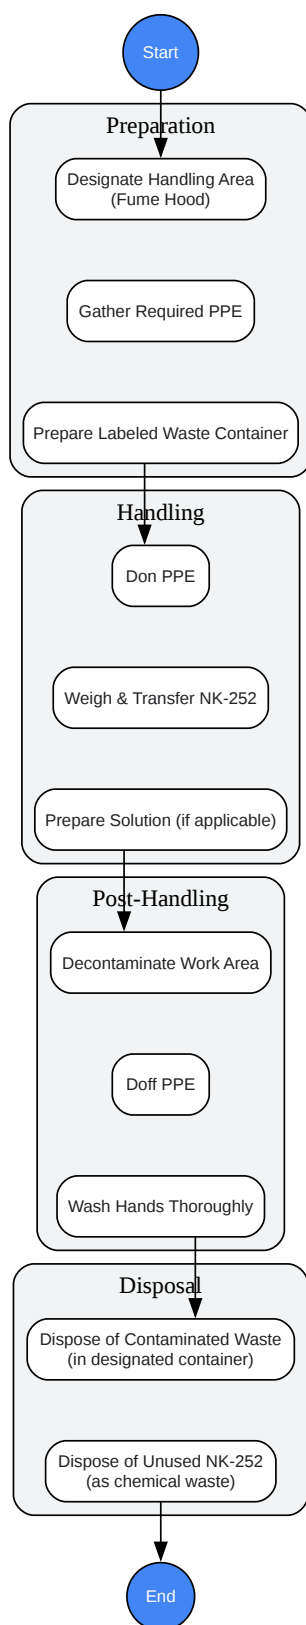 Start
Preparation
Designate Handling Area
(Fume Hood)
Gather Required PPE
Prepare Labeled Waste Container
Handling
Don PPE
Weigh & Transfer NK-252
Prepare Solution (if applicable)
Post-Handling
Decontaminate Work Area
Doff PPE
Wash Hands Thoroughly
Disposal
Dispose of Contaminated Waste
(in designated container)
Dispose of Unused NK-252
(as chemical waste)
End